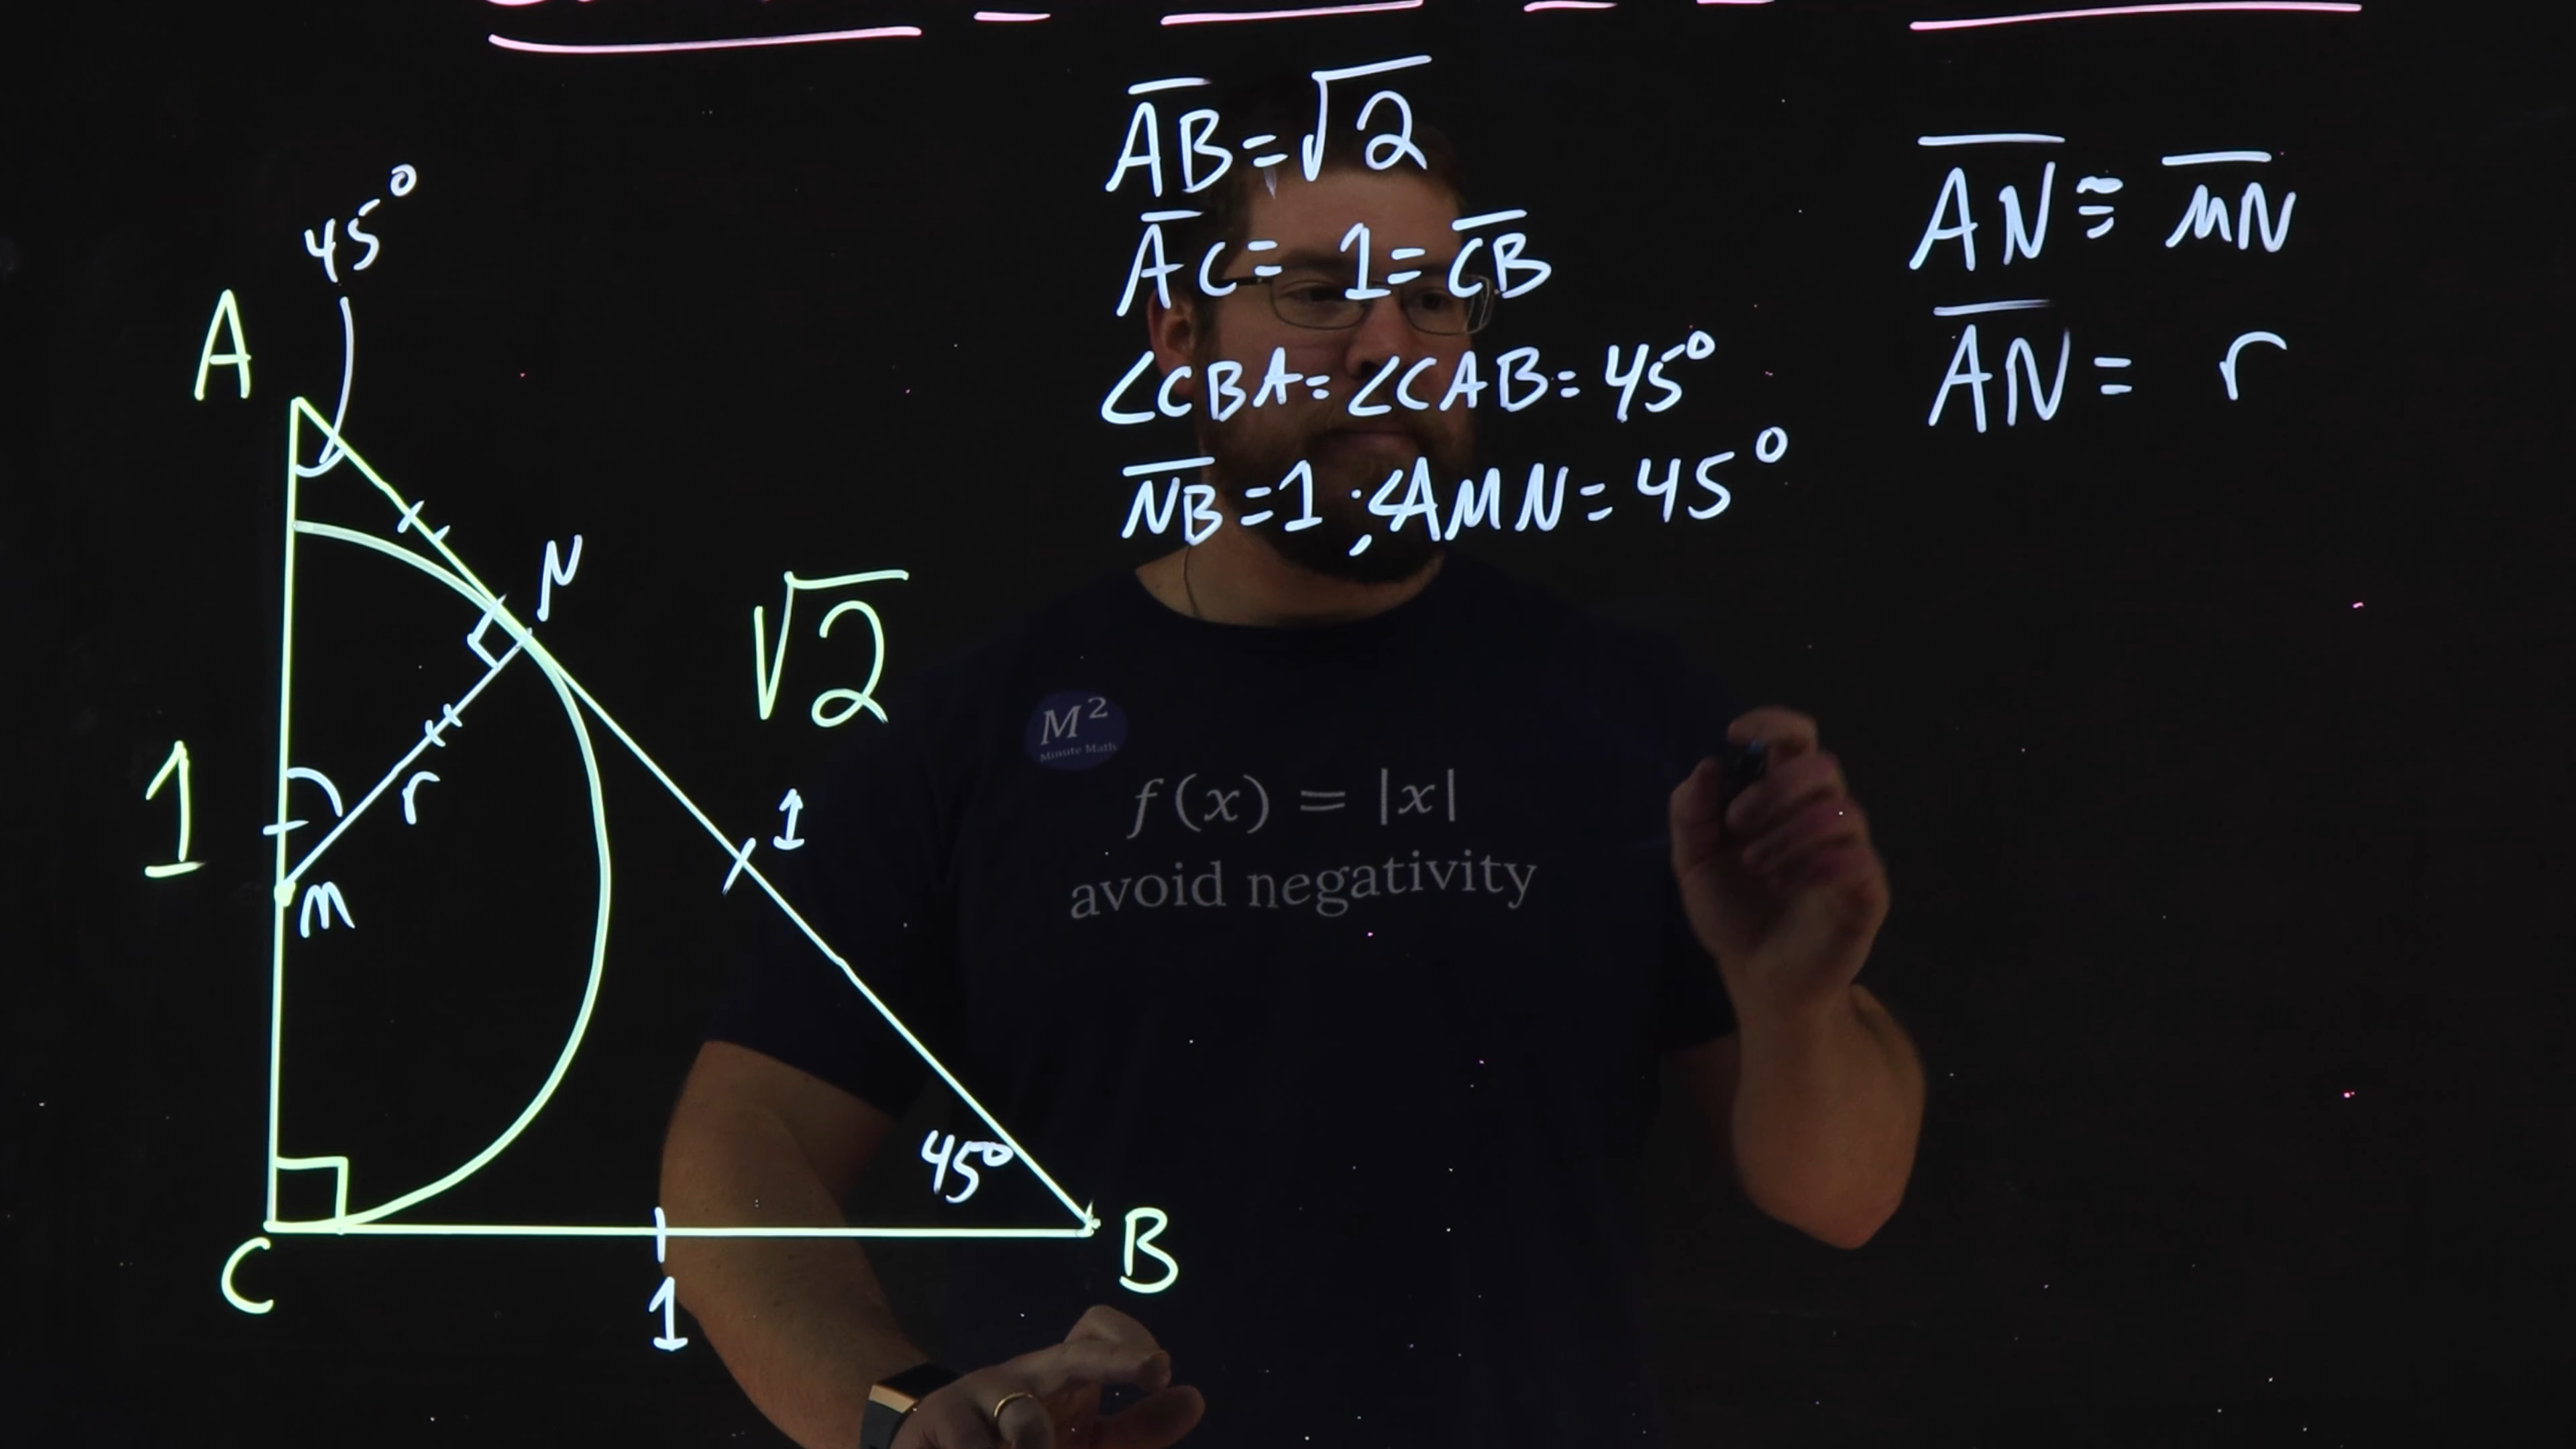 AB=√2
AC=1=CB
∠CBA=∠CAB=45°
NB=1;∠AMN=45°
AN≅MN
AN=r
45°
A
N
√2
1
r
M
1
45°
C
B
1
M²
Minute Math
f(x) = |x|
avoid negativity